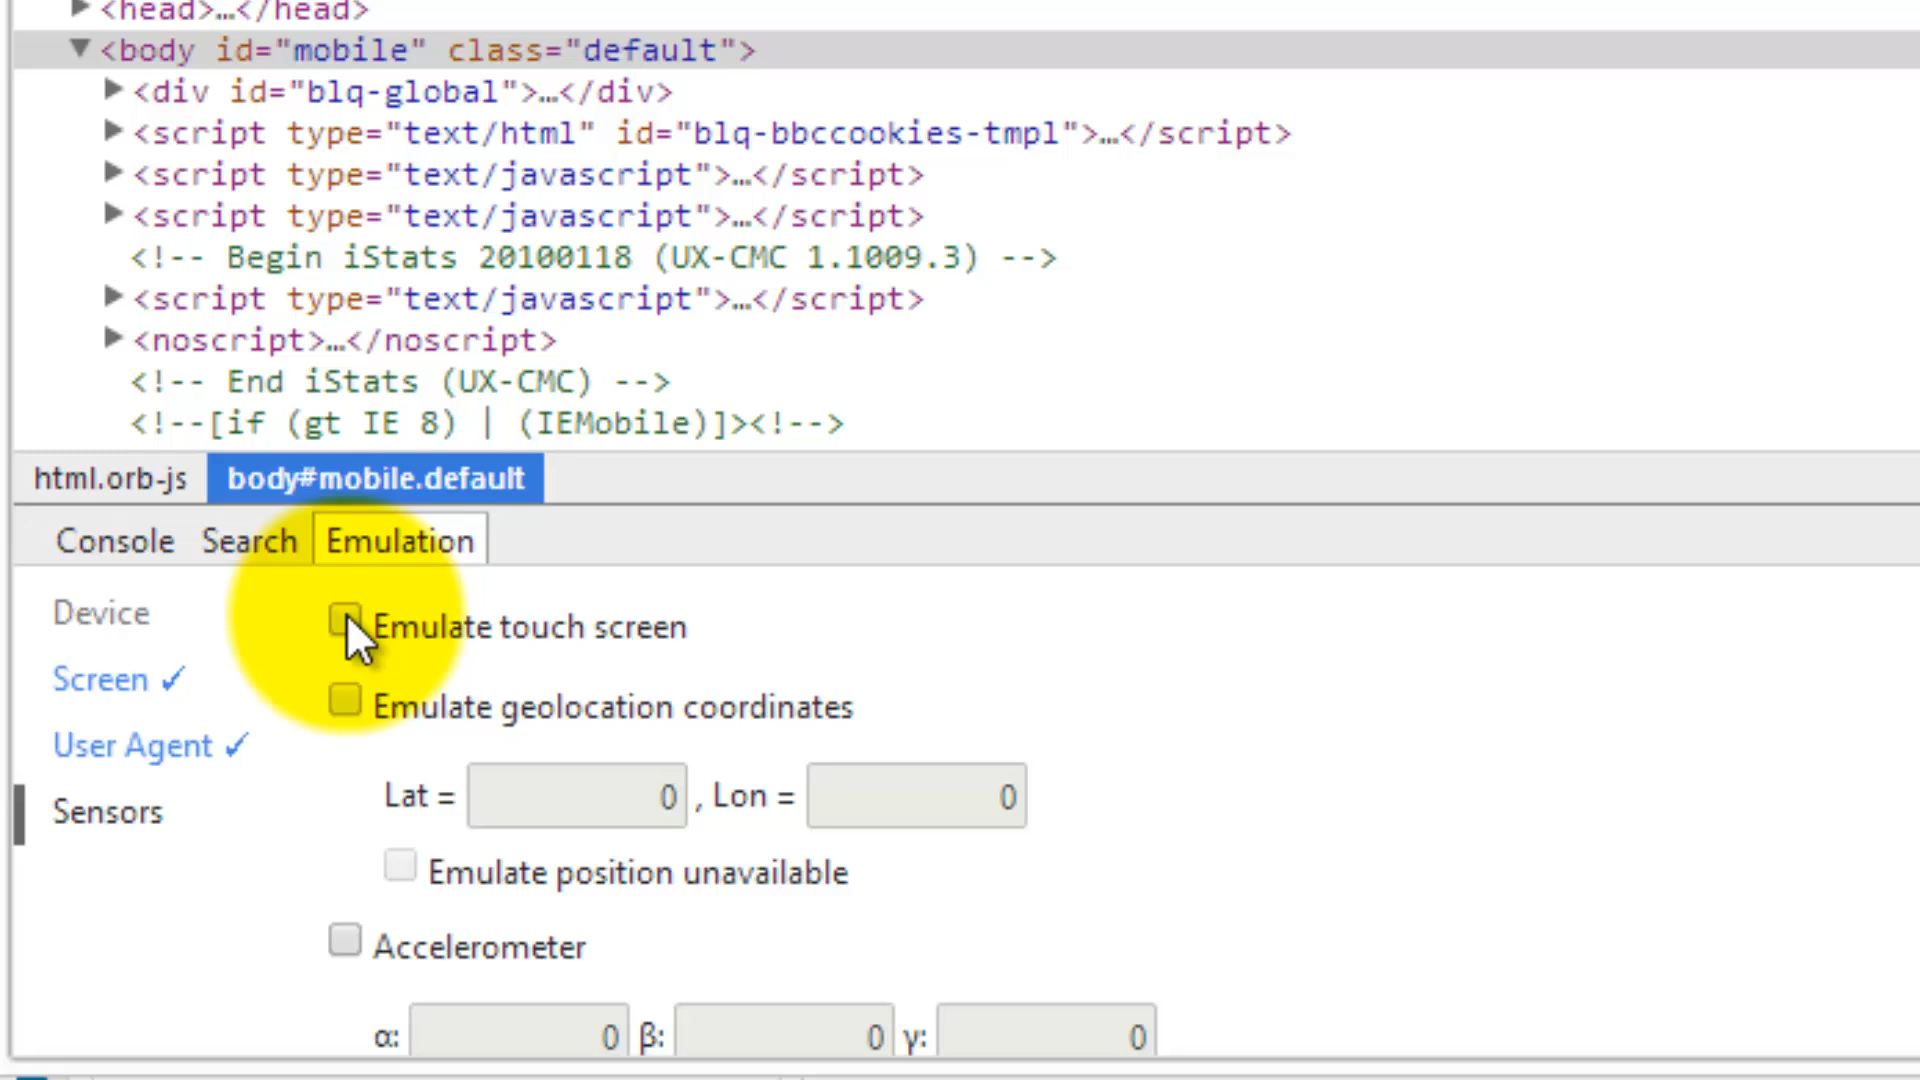 <head>…</head>
<body id="mobile" class="default">
<div id="blq-global">…</div>
<script type="text/html" id="blq-bbccookies-tmpl">…</script>
<script type="text/javascript">…</script>
<script type="text/javascript">…</script>
<!-- Begin iStats 20100118 (UX-CMC 1.1009.3) -->
<script type="text/javascript">…</script>
<noscript>…</noscript>
<!-- End iStats (UX-CMC) -->
<!--[if (gt IE 8) | (IEMobile)]><!-->
html.orb-js body#mobile.default
Console Search Emulation
Device
Screen ✓
User Agent ✓
Sensors
Emulate touch screen
Emulate geolocation coordinates
Lat = 0 , Lon = 0
Emulate position unavailable
Accelerometer
α: 0 β: 0 γ: 0